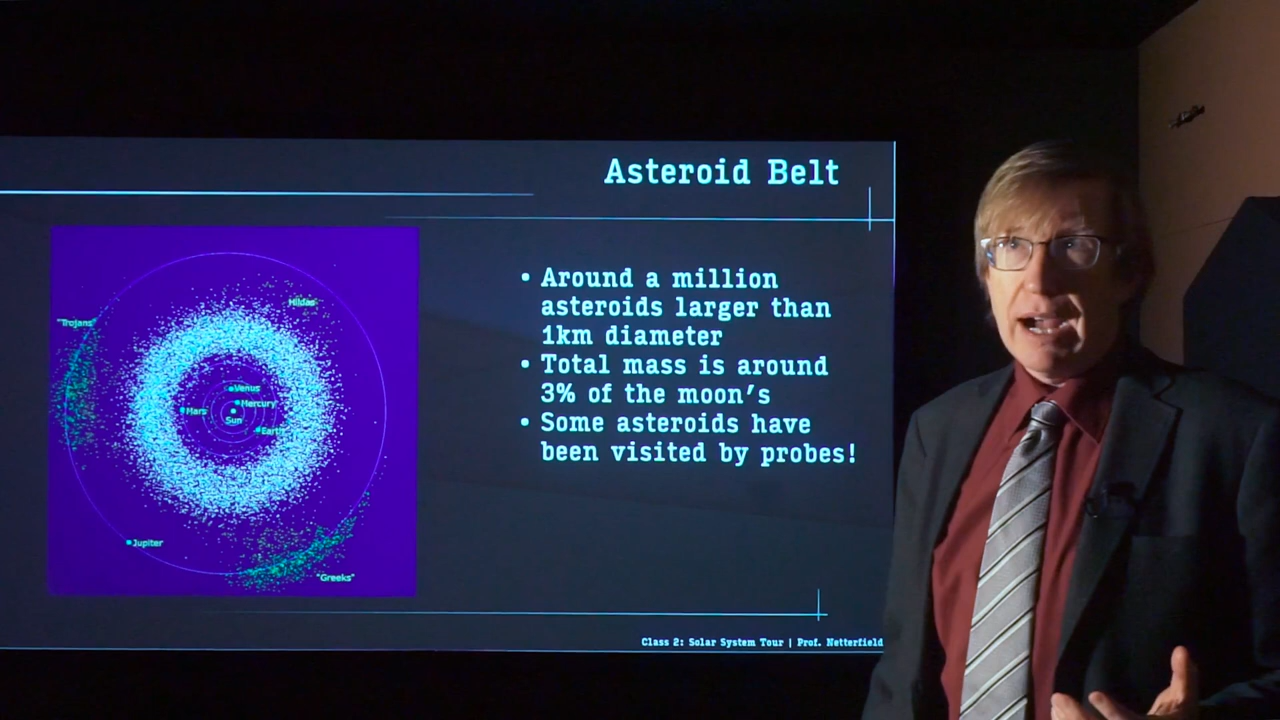 Asteroid Belt
• Around a million
asteroids larger than
1km diameter
• Total mass is around
3% of the moon's
• Some asteroids have
been visited by probes!
Hildas
"Trojans"
Venus
Mercury
Mars
Sun
Earth
Jupiter
"Greeks"
Class 2: Solar System Tour | Prof. Netterfield